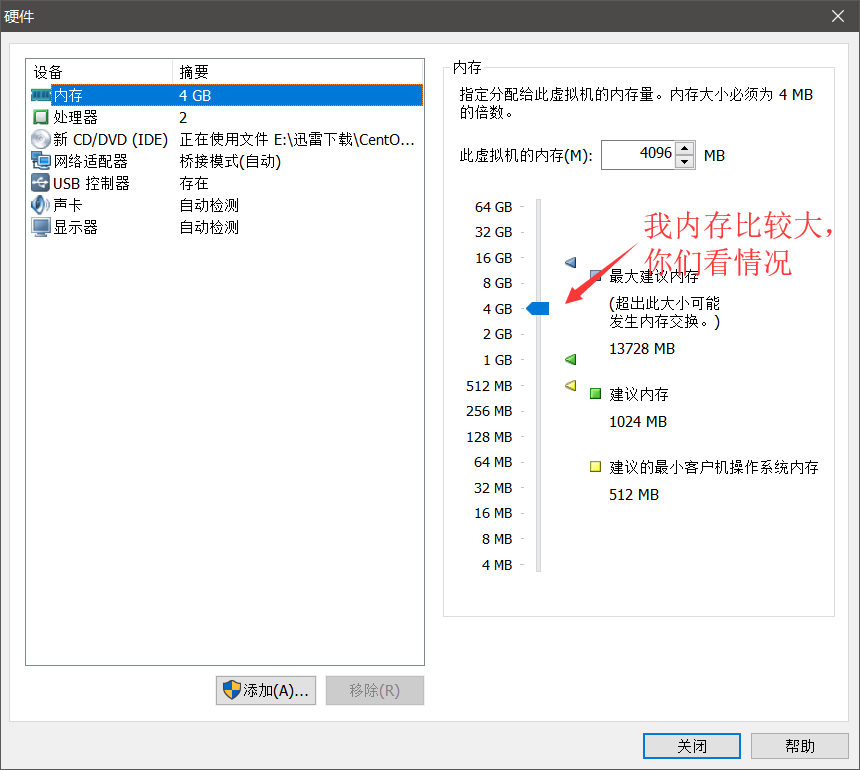 硬件
设备 摘要
内存 4 GB
处理器 2
新 CD/DVD (IDE) 正在使用文件 E:\迅雷下载\CentO...
网络适配器 桥接模式(自动)
USB 控制器 存在
声卡 自动检测
显示器 自动检测
添加(A)...
移除(R)
内存
指定分配给此虚拟机的内存量。内存大小必须为 4 MB
的倍数。
此虚拟机的内存(M): 4096 MB
64 GB
32 GB
16 GB
8 GB
4 GB
2 GB
1 GB
512 MB
256 MB
128 MB
64 MB
32 MB
16 MB
8 MB
4 MB
我内存比较大，
你们看情况
最大建议内存
(超出此大小可能
发生内存交换。)
13728 MB
建议内存
1024 MB
建议的最小客户机操作系统内存
512 MB
关闭
帮助